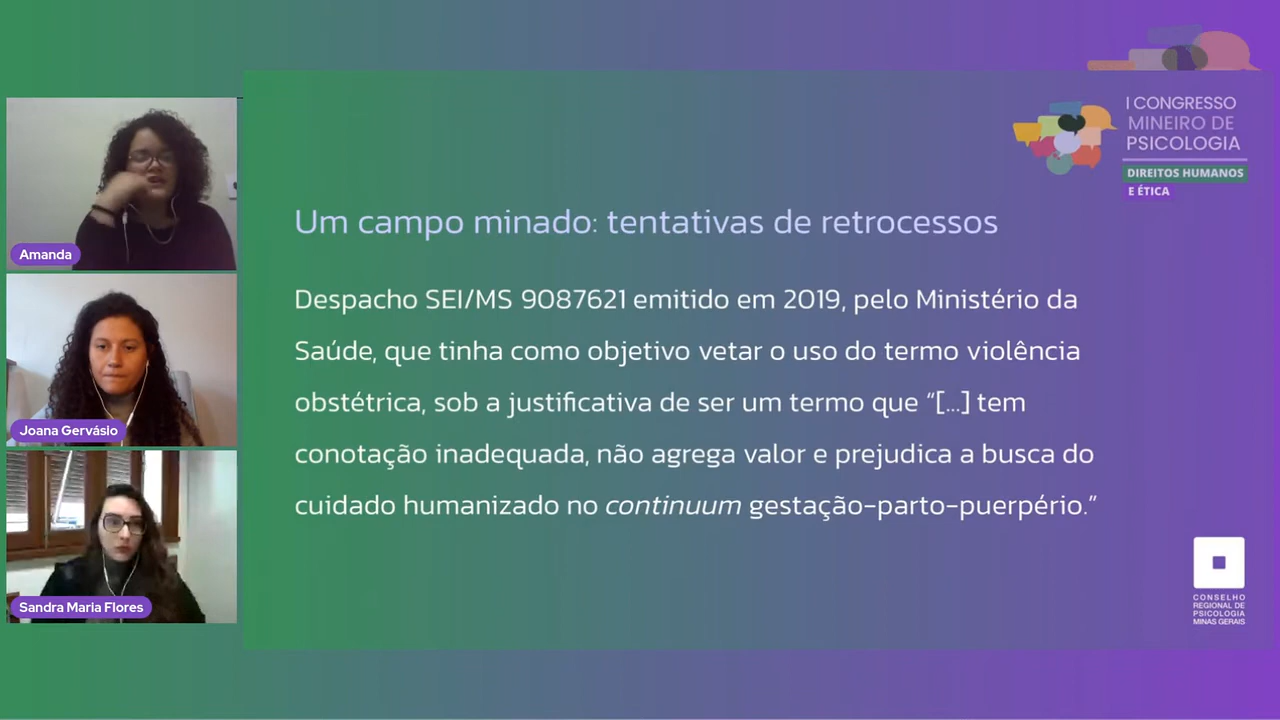 I CONGRESSO
MINEIRO DE
PSICOLOGIA
DIREITOS HUMANOS
E ÉTICA
Um campo minado: tentativas de retrocessos
Despacho SEI/MS 9087621 emitido em 2019, pelo Ministério da
Saúde, que tinha como objetivo vetar o uso do termo violência
obstétrica, sob a justificativa de ser um termo que “[...] tem
conotação inadequada, não agrega valor e prejudica a busca do
cuidado humanizado no continuum gestação-parto-puerpério.”
Amanda
Joana Gervásio
Sandra Maria Flores
CONSELHO
REGIONAL DE
PSICOLOGIA
MINAS GERAIS